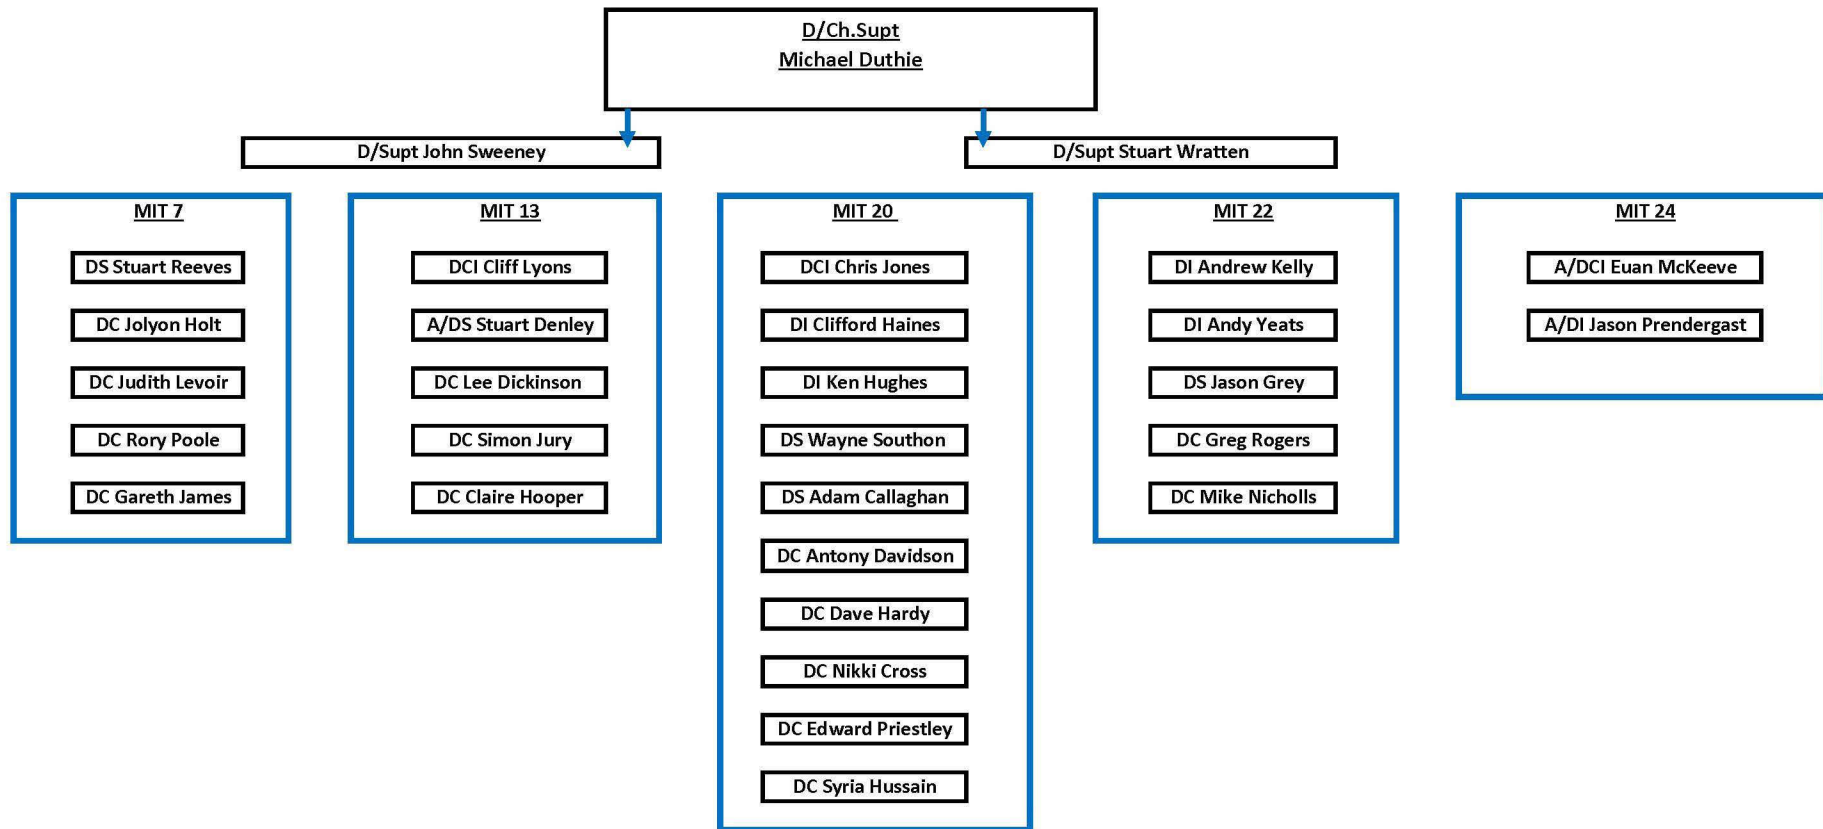 D/Ch.Supt
Michael Duthie
D/Supt John Sweeney
D/Supt Stuart Wratten
MIT 7
DS Stuart Reeves
DC Jolyon Holt
DC Judith Levoir
DC Rory Poole
DC Gareth James
MIT 13
DCI Cliff Lyons
A/DS Stuart Denley
DC Lee Dickinson
DC Simon Jury
DC Claire Hooper
MIT 20
DCI Chris Jones
DI Clifford Haines
DI Ken Hughes
DS Wayne Southon
DS Adam Callaghan
DC Antony Davidson
DC Dave Hardy
DC Nikki Cross
DC Edward Priestley
DC Syria Hussain
MIT 22
DI Andrew Kelly
DI Andy Yeats
DS Jason Grey
DC Greg Rogers
DC Mike Nicholls
MIT 24
A/DCI Euan McKeeve
A/DI Jason Prendergast